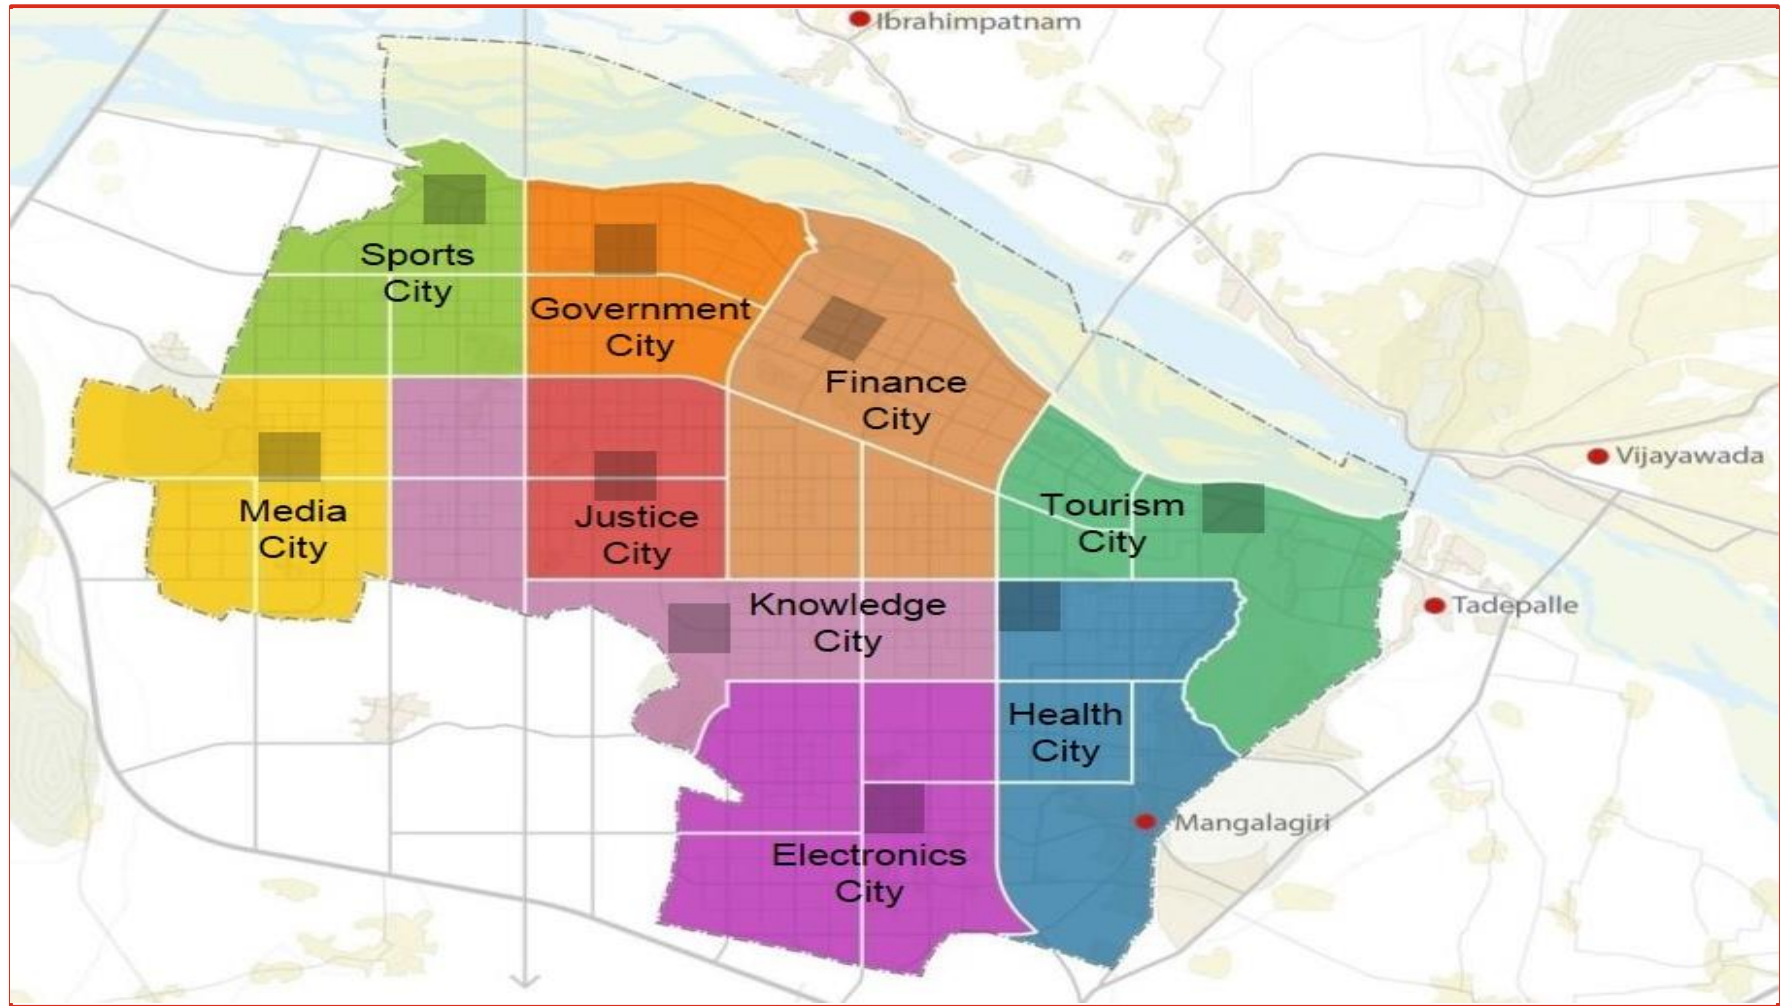 Ibrahimpatnam
Sports
City
Government
City
Finance
City
Vijayawada
Media
City
Justice
City
Tourism
City
Knowledge
City
Tadepalle
Health
City
Mangalagiri
Electronics
City